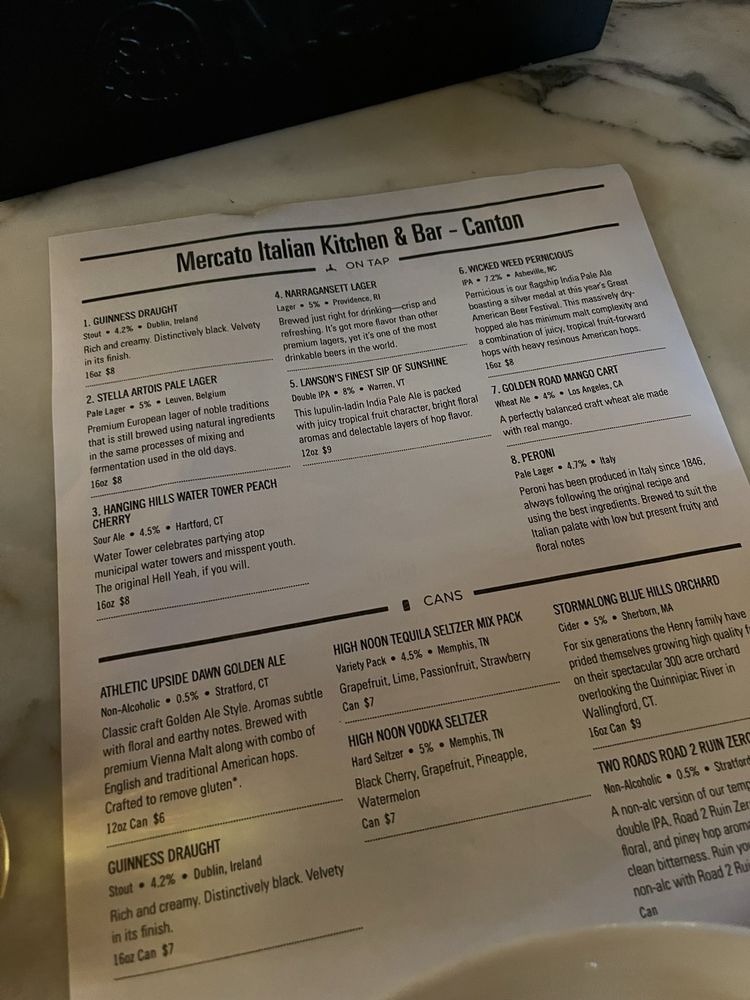 Mercato Italian Kitchen & Bar - Canton
ON TAP
1. GUINNESS DRAUGHT
Stout • 4.2% • Dublin, Ireland
Rich and creamy. Distinctively black. Velvety
in its finish.
16oz $8
2. STELLA ARTOIS PALE LAGER
Pale Lager • 5% • Leuven, Belgium
Premium European lager of noble traditions
that is still brewed using natural ingredients
in the same processes of mixing and
fermentation used in the old days.
16oz $8
3. HANGING HILLS WATER TOWER PEACH
CHERRY
Sour Ale • 4.5% • Hartford, CT
Water Tower celebrates partying atop
municipal water towers and misspent youth.
The original Hell Yeah, if you will.
16oz $8
4. NARRAGANSETT LAGER
Lager • 5% • Providence, RI
Brewed just right for drinking—crisp and
refreshing. It's got more flavor than other
premium lagers, yet it's one of the most
drinkable beers in the world.
5. LAWSON'S FINEST SIP OF SUNSHINE
Double IPA • 8% • Warren, VT
This lupulin-ladin India Pale Ale is packed
with juicy tropical fruit character, bright floral
aromas and delectable layers of hop flavor.
12oz $9
6. WICKED WEED PERNICIOUS
IPA • 7.2% • Asheville, NC
Pernicious is our flagship India Pale Ale
boasting a silver medal at this year's Great
American Beer Festival. This massively dry-
hopped ale has minimum malt complexity and
a combination of juicy, tropical fruit-forward
hops with heavy resinous American hops.
16oz $8
7. GOLDEN ROAD MANGO CART
Wheat Ale • 4% • Los Angeles, CA
A perfectly balanced craft wheat ale made
with real mango.
8. PERONI
Pale Lager • 4.7% • Italy
Peroni has been produced in Italy since 1846,
always following the original recipe and
using the best ingredients. Brewed to suit the
Italian palate with low but present fruity and
floral notes
CANS
ATHLETIC UPSIDE DAWN GOLDEN ALE
Non-Alcoholic • 0.5% • Stratford, CT
Classic craft Golden Ale Style. Aromas subtle
with floral and earthy notes. Brewed with
premium Vienna Malt along with combo of
English and traditional American hops.
Crafted to remove gluten*.
12oz Can $6
GUINNESS DRAUGHT
Stout • 4.2% • Dublin, Ireland
Rich and creamy. Distinctively black. Velvety
in its finish.
16oz Can $7
HIGH NOON TEQUILA SELTZER MIX PACK
Variety Pack • 4.5% • Memphis, TN
Grapefruit, Lime, Passionfruit, Strawberry
Can $7
HIGH NOON VODKA SELTZER
Hard Seltzer • 5% • Memphis, TN
Black Cherry, Grapefruit, Pineapple,
Watermelon
Can $7
STORMALONG BLUE HILLS ORCHARD
Cider • 5% • Sherborn, MA
For six generations the Henry family have
prided themselves growing high quality
on their spectacular 300 acre orchard
overlooking the Quinnipiac River in
Wallingford, CT.
16oz Can $9
TWO ROADS ROAD 2 RUIN ZERO
Non-Alcoholic • 0.5% • Stratford
A non-alc version of our
double IPA. Road 2 Ruin
floral, and piney hop
clean bitterness. Ruin
non-alc with Road 2
Can